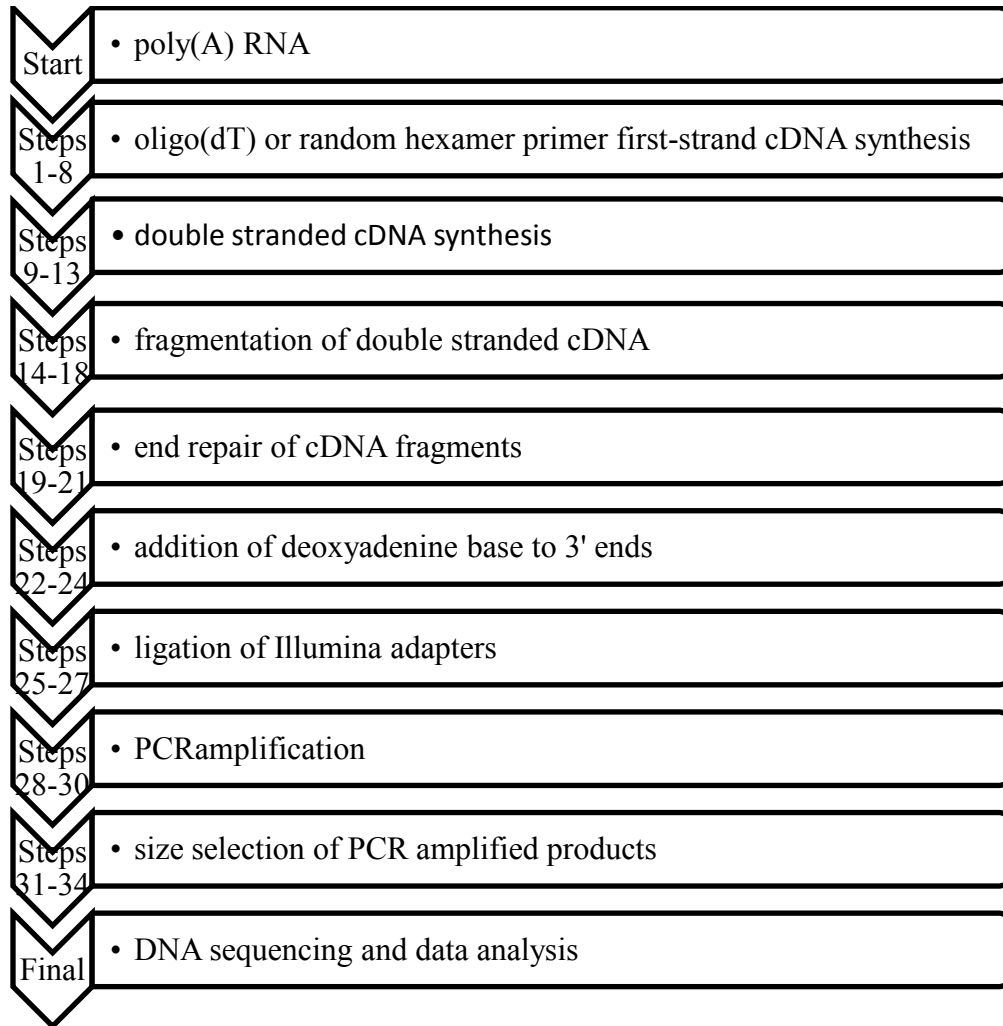 Start
• poly(A) RNA
Steps
1-8
• oligo(dT) or random hexamer primer first-strand cDNA synthesis
Steps
9-13
• double stranded cDNA synthesis
Steps
14-18
• fragmentation of double stranded cDNA
Steps
19-21
• end repair of cDNA fragments
Steps
22-24
• addition of deoxyadenine base to 3' ends
Steps
25-27
• ligation of Illumina adapters
Steps
28-30
• PCRamplification
Steps
31-34
• size selection of PCR amplified products
Final
• DNA sequencing and data analysis